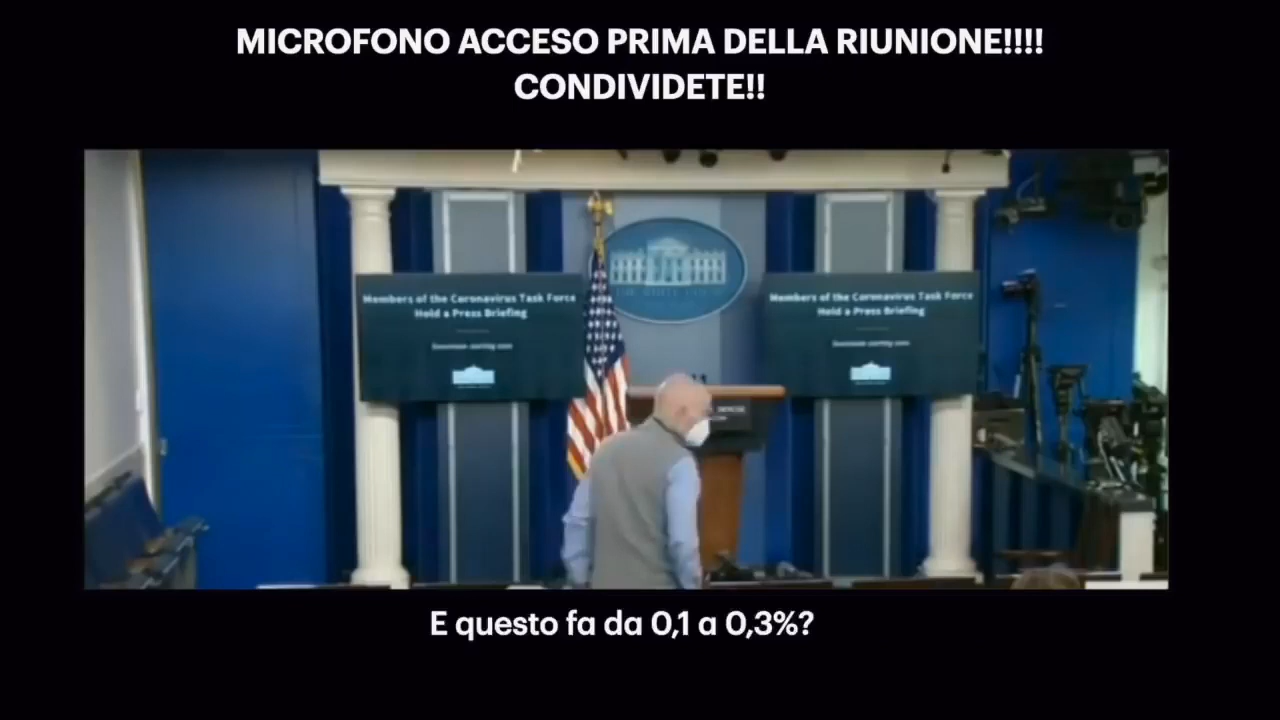 MICROFONO ACCESO PRIMA DELLA RIUNIONE!!!!
CONDIVIDETE!!
Members of the Coronavirus Task Force
Hold a Press Briefing
Members of the Coronavirus Task Force
Hold a Press Briefing
E questo fa da 0,1 a 0,3%?